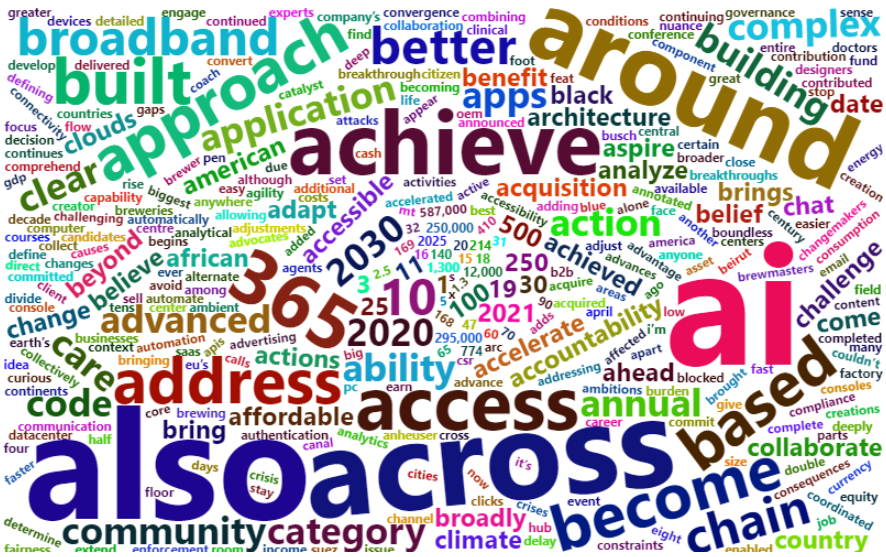 greater
engage
experts
convergence
combining
governance
sense
devices
detailed
continued
company's
collaboration
clinical
conditions
continuing
nuance
complex
broadband
approach
find
better
around
conference
entire
doctors
develop
delivered
convert
deep
component
building
contribution
fund
defining
built
coach
breakthrough
citizen
foot
benefit
feat
great
designers
contributed
parts
connectivity
countries
gaps
catalyst
becoming
apps
black
stop
date
clouds
application
life
appear
oem
announced
architecture
focus
flow
attacks
achieve
busch
central
certain
energy
decision
brewer
pen
american
cash
aspire
broader
close
continues
clear
although
due
set
analyze
breakthroughs
creation
comprehend
rise
easy
additional
activities
active
acquisition
annotated
available
brings
gdp
capability
biggest
anywhere
agility
costs
accelerated
accessibility
adding
blue
alone
face
another
belief
chat
creator
breweries
adapt
accessible
mt
587,000
best
action
boundless
easier
century
changemakers
decade
challenging
automatically
allowing
added
32
250,000
410
500
america
anyone
centers
consumption
computer
centre
analytical
adjustments
2030
169
2025
20
214
31
achieved
adjust
advances
advantage
beirut
courses
candidates
beyond
begins
advocates
16
140
15
18
250
asset
brewmasters
email
collect
causes
african
agents
11
1,300
12,000
b2b
areas
ago
challenge
field
define
changes
ever
alternate
365
3
2.5
10
1
x
1.3
5
100
19
30
acquire
acquired
content
direct
client
believe
avoid
among
25
168
47
2021
90
april
accountability
i'm
low
ai
come
divide
sell
automate
ambient
2020
295,000
60
70
adds
accelerate
affected
console
change
tens
center
advanced
65
774
arc
apart
completed
earth's
care
context
automation
apis
advertising
big
csr
addressing
ahead
blocked
fast
many
couldn't
businesses
bringing
saas
calls
actions
ability
advance
ambitions
burden
brought
based
factory
idea
collectively
eu's
address
pc
earn
access
annual
give
consoles
curious
continents
code
core
brewing
affordable
career
commit
compliance
creations
communication
bring
authentication
analytics
anheuser
cross
complete
deeply
datacenter
half
also
canal
across
become
size
collaborate
four
days
crisis
cities
now
it's
double
consequences
currency
faster
floor
stay
clicks
crises
event
chain
coordinated
equity
determine
community
category
channel
broadly
hub
eight
job
fairness
extend
enforcement
room
income
suez
issue
climate
delay
constraints
enabled
country